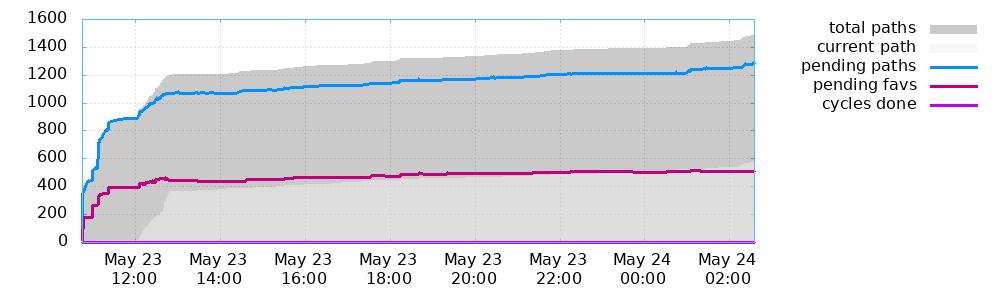 1600
1400
1200
1000
800
600
400
200
0
May 23 May 23 May 23 May 23 May 23 May 23 May 24 May 24
12:00 14:00 16:00 18:00 20:00 22:00 00:00 02:00
total paths
current path
pending paths
pending favs
cycles done